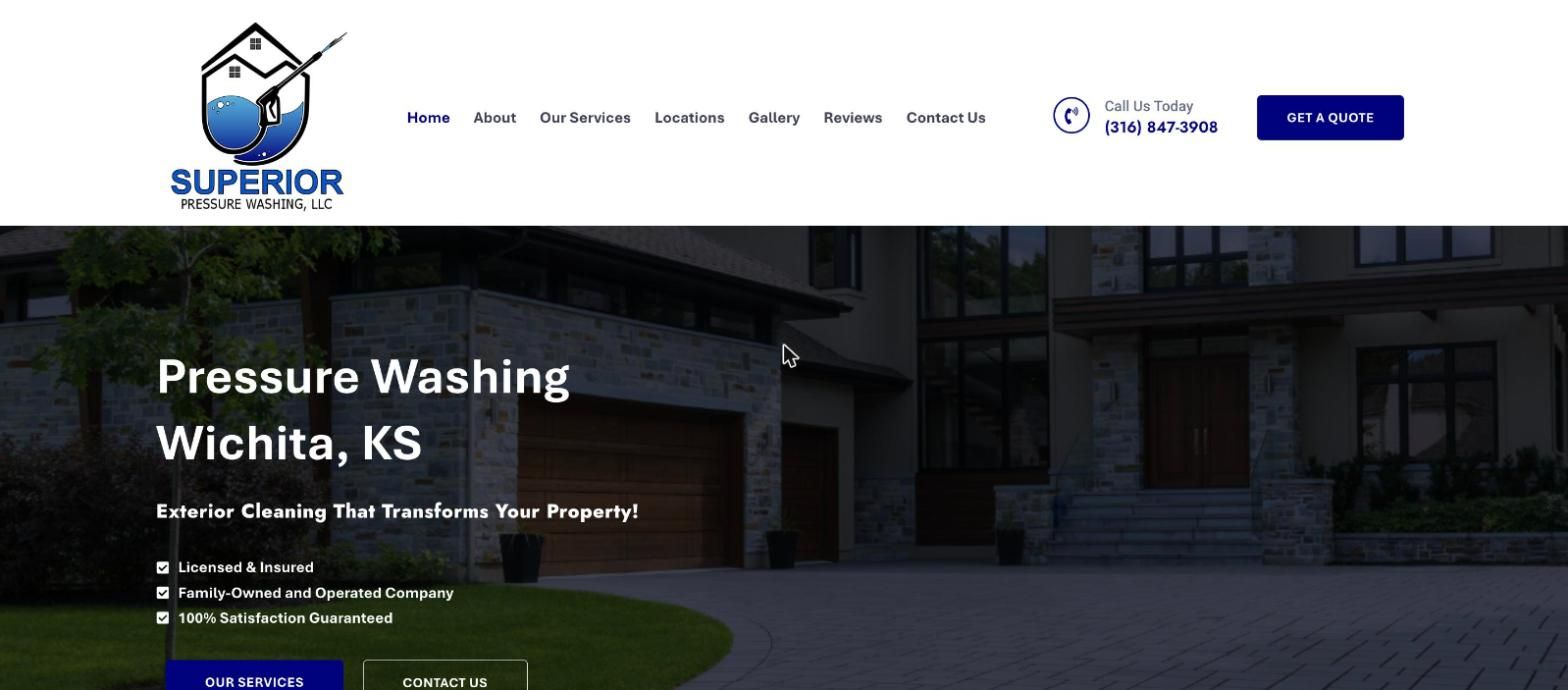 SUPERIOR
PRESSURE WASHING, LLC
Home About Our Services Locations Gallery Reviews Contact Us
Call Us Today
(316) 847-3908
GET A QUOTE
Pressure Washing
Wichita, KS
Exterior Cleaning That Transforms Your Property!
Licensed & Insured
Family-Owned and Operated Company
100% Satisfaction Guaranteed
OUR SERVICES
CONTACT US